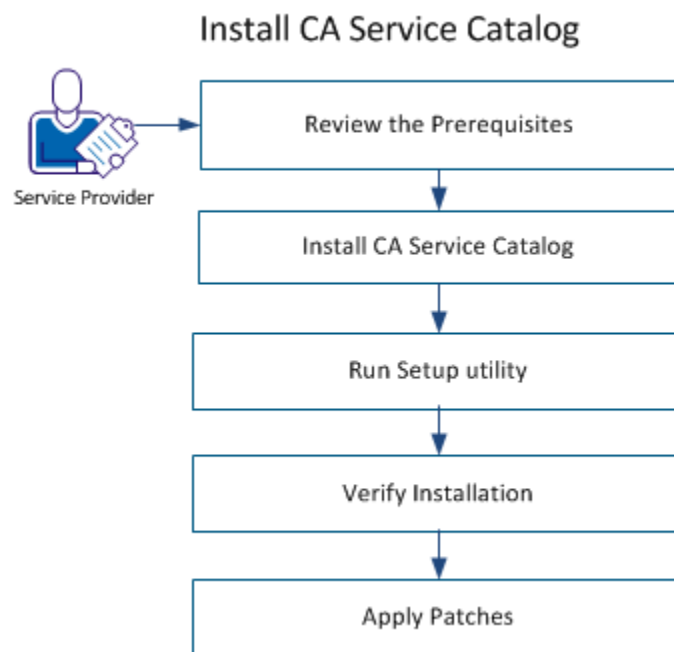 Install CA Service Catalog
Review the Prerequisites
Service Provider
Install CA Service Catalog
Run Setup utility
Verify Installation
Apply Patches